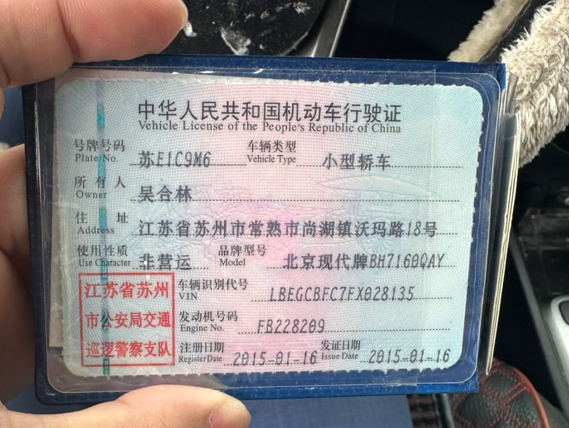 中华人民共和国机动车行驶证
Vehicle License of the People's Republic of China
号牌号码 Plate No. 苏E1C9M6 车辆类型 Vehicle Type 小型轿车
所有人 Owner 吴合林
住址 Address 江苏省苏州市常熟市尚湖镇沃玛路18号
使用性质 Use Character 非营运 品牌型号 Model 北京现代牌BH7160QAY
车辆识别代号 VIN LBEGCBFC7FX028135
发动机号码 Engine No. FB228209
注册日期 Register Date 2015-01-16 发证日期 Issue Date 2015-01-16
江苏省苏州
市公安局交通
巡逻警察支队